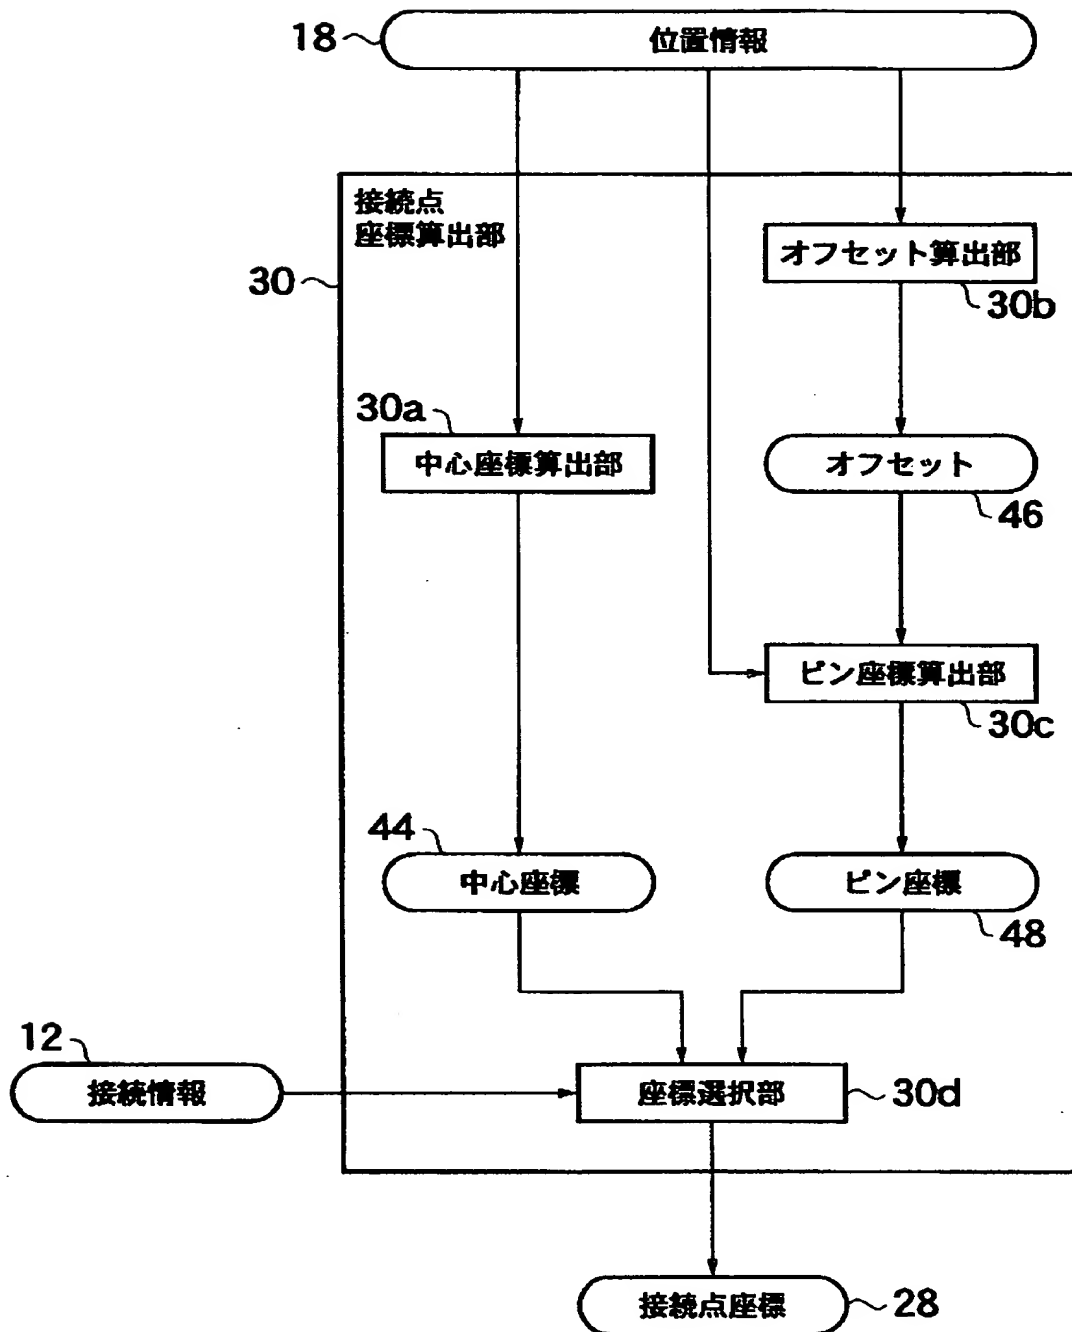 18
位置情報
接続点
座標算出部
30
オフセット算出部
30b
30a
中心座標算出部
オフセット
46
ピン座標算出部
30c
44
中心座標
ピン座標
48
12
接続情報
座標選択部
30d
接続点座標
28